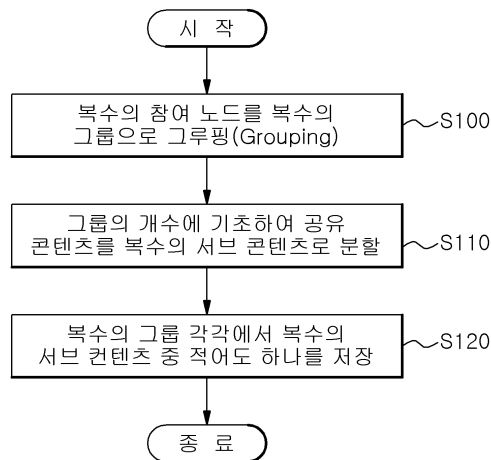 시 작
복수의 참여 노드를 복수의
그룹으로 그루핑(Grouping)
S100
그룹의 개수에 기초하여 공유
콘텐츠를 복수의 서브 콘텐츠로 분할
S110
복수의 그룹 각각에서 복수의
서브 컨텐츠 중 적어도 하나를 저장
S120
종 료